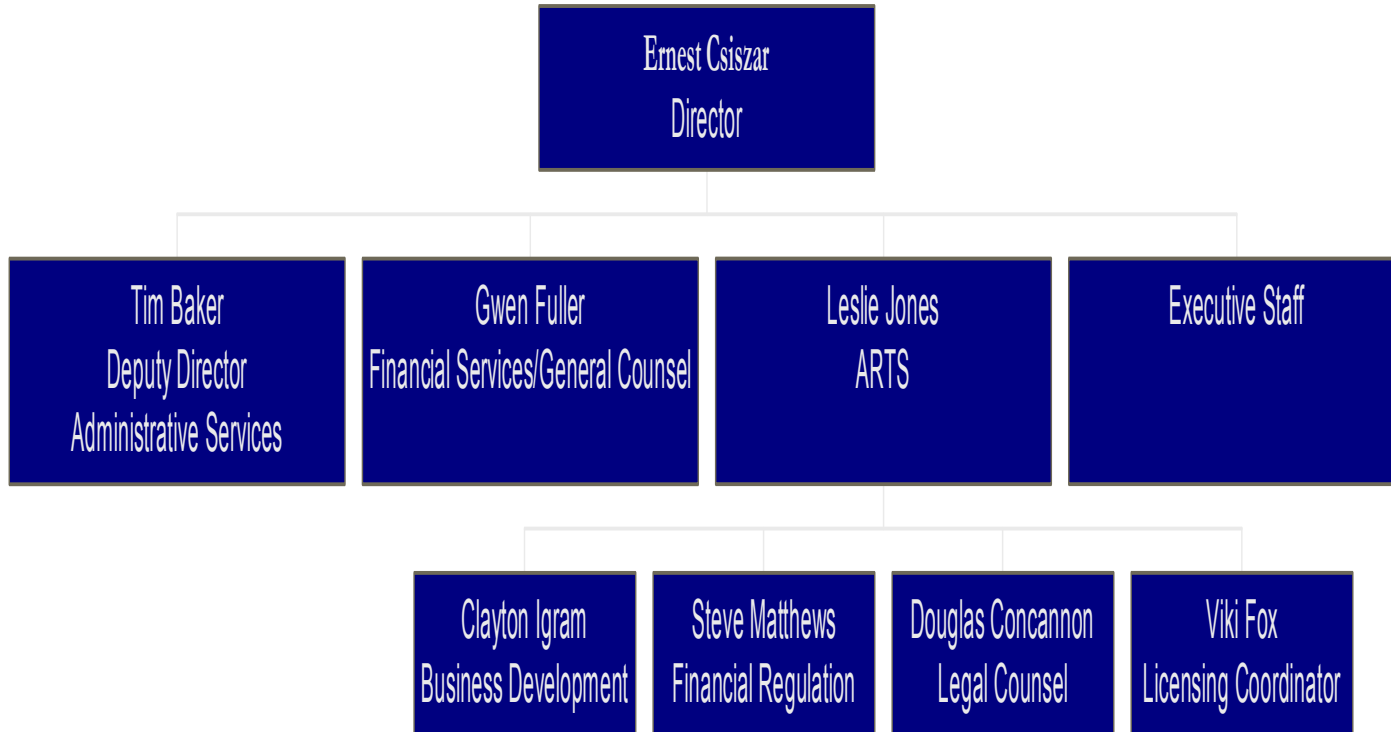 Ernest Csiszar
Director
Tim Baker
Deputy Director
Administrative Services
Gwen Fuller
Financial Services/General Counsel
Leslie Jones
ARTS
Executive Staff
Clayton Igram
Business Development
Steve Matthews
Financial Regulation
Douglas Concannon
Legal Counsel
Viki Fox
Licensing Coordinator